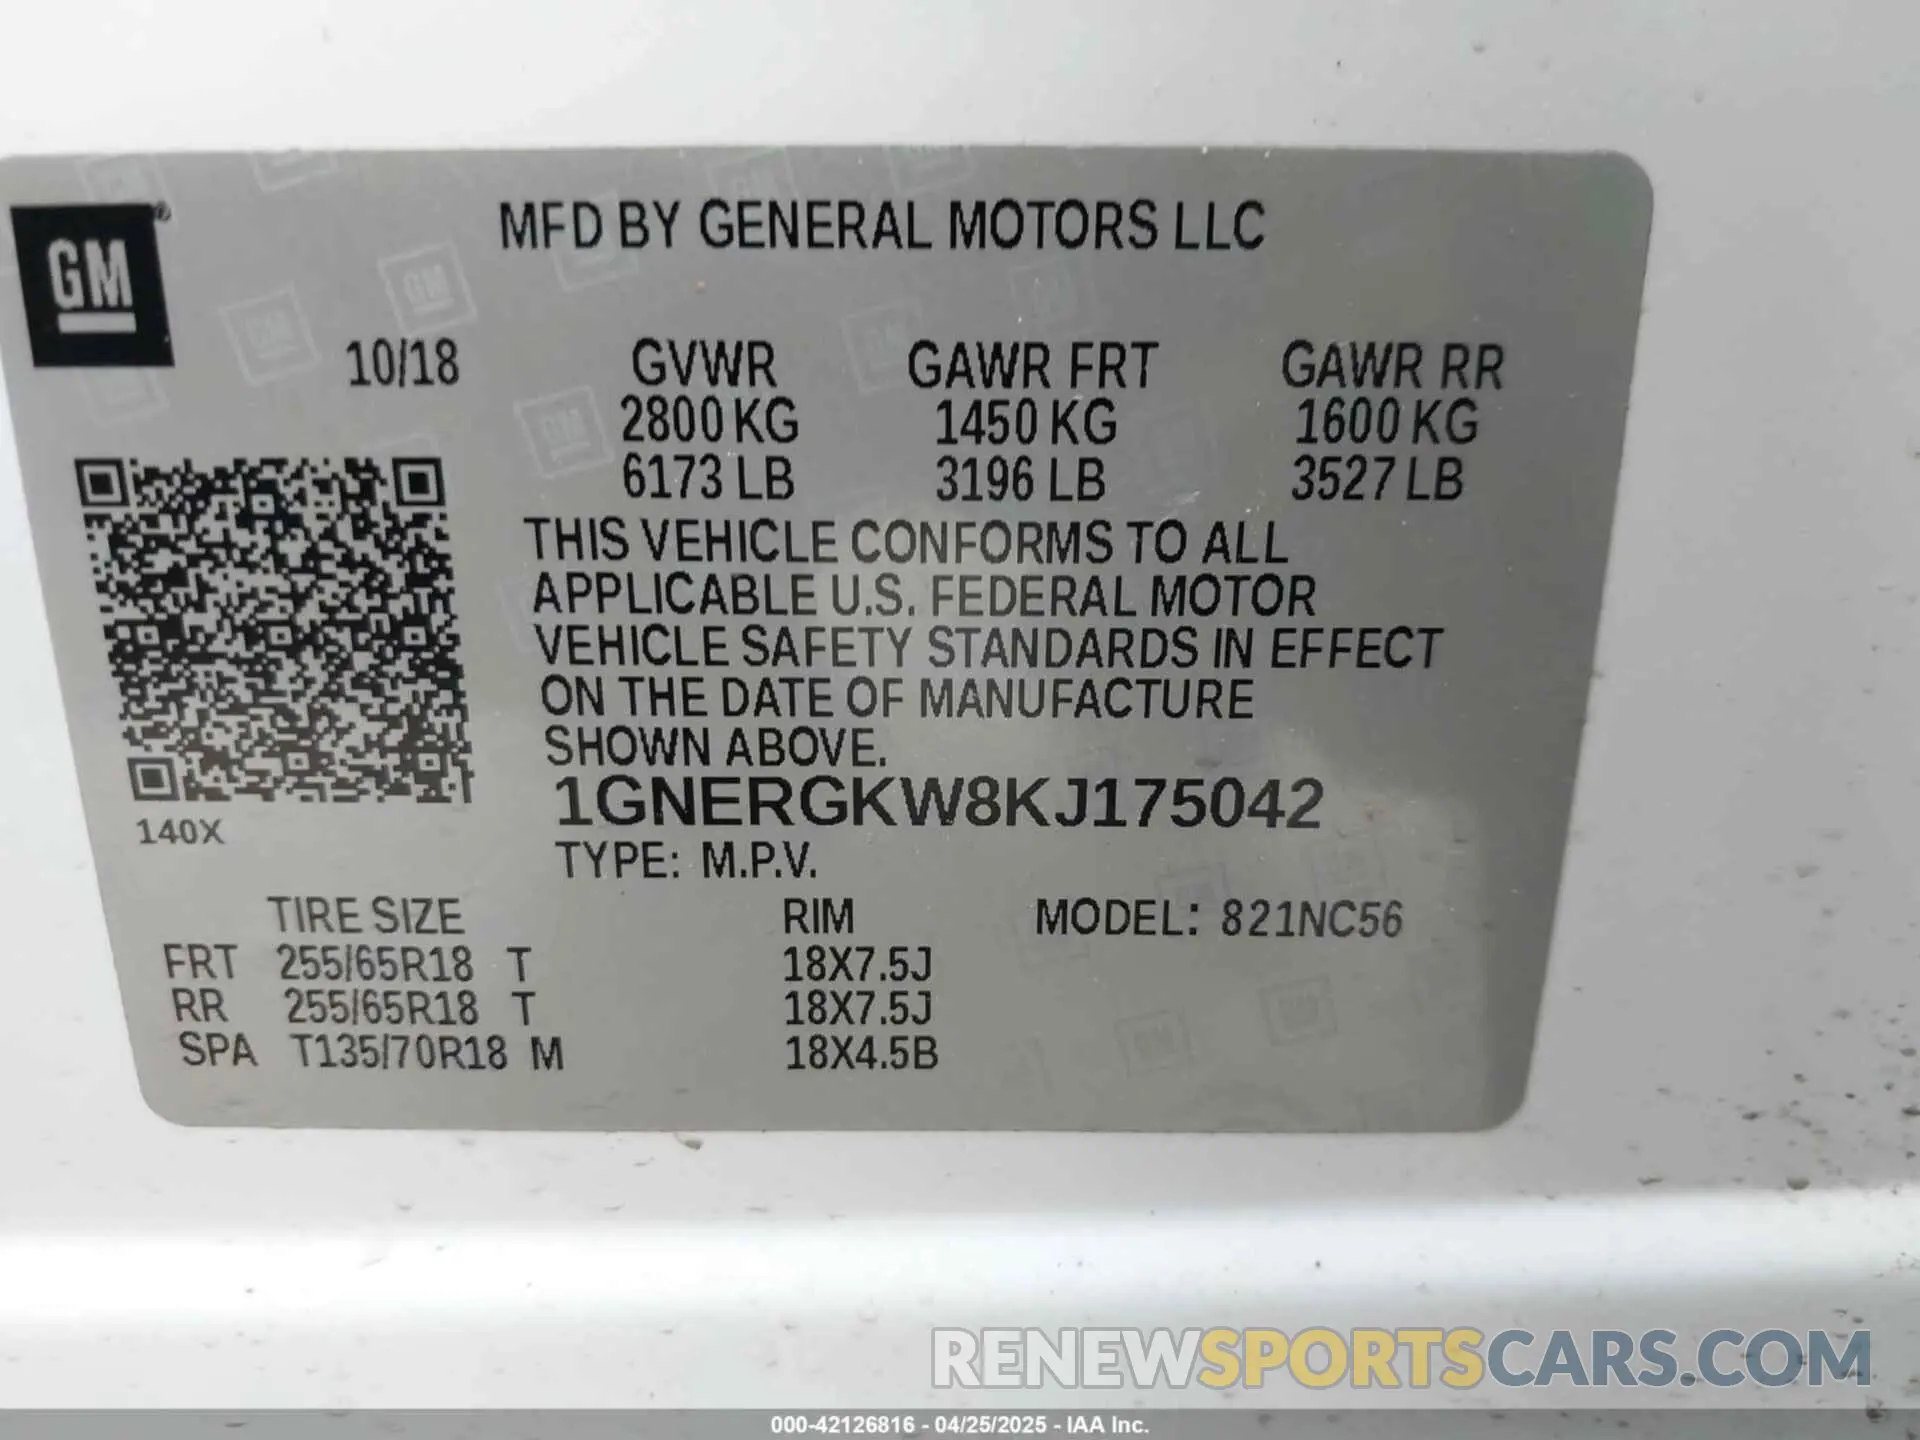 GM®
MFD BY GENERAL MOTORS LLC
10/18 GVWR GAWR FRT GAWR RR
2800 KG 1450 KG 1600 KG
6173 LB 3196 LB 3527 LB
THIS VEHICLE CONFORMS TO ALL
APPLICABLE U.S. FEDERAL MOTOR
VEHICLE SAFETY STANDARDS IN EFFECT
ON THE DATE OF MANUFACTURE
SHOWN ABOVE.
1GNERGKW8KJ175042
140X
TYPE: M.P.V.
TIRE SIZE RIM MODEL: 821NC56
FRT 255/65R18 T 18X7.5J
RR 255/65R18 T 18X7.5J
SPA T135/70R18 M 18X4.5B
RENEWSPORTSCARS.COM
000-42126816 - 04/25/2025 - IAA Inc.